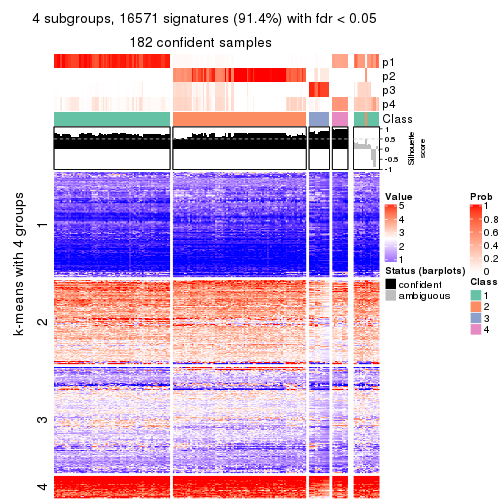 4 subgroups, 16571 signatures (91.4%) with fdr < 0.05
182 confident samples
p1
p2
p3
p4
Class
1
0.5
0
-0.5
-1
Silhouette
score
k-means with 4 groups
1
2
3
4
Value
5
4
3
2
1
Status (barplots)
confident
ambiguous
Prob
1
0.8
0.6
0.4
0.2
0
Class
1
2
3
4